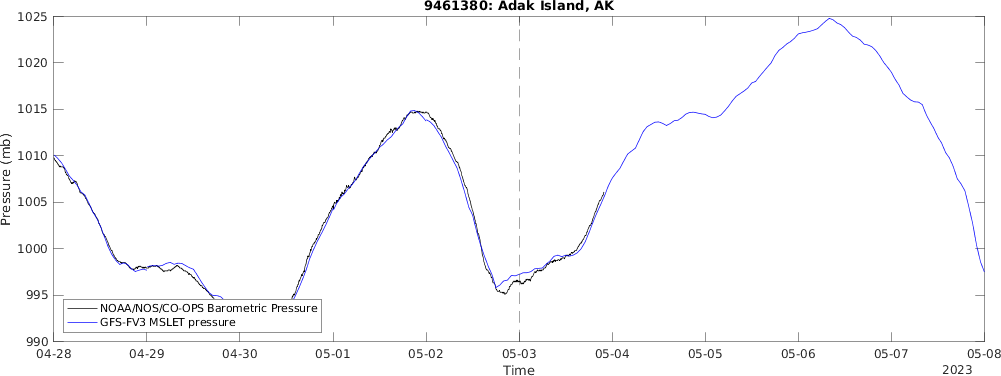 9461380: Adak Island, AK
Pressure (mb)
1025
1020
1015
1010
1005
1000
995
990
NOAA/NOS/CO-OPS Barometric Pressure
GFS-FV3 MSLET pressure
04-28 04-29 04-30 05-01 05-02 05-03 05-04 05-05 05-06 05-07 05-08
Time
2023